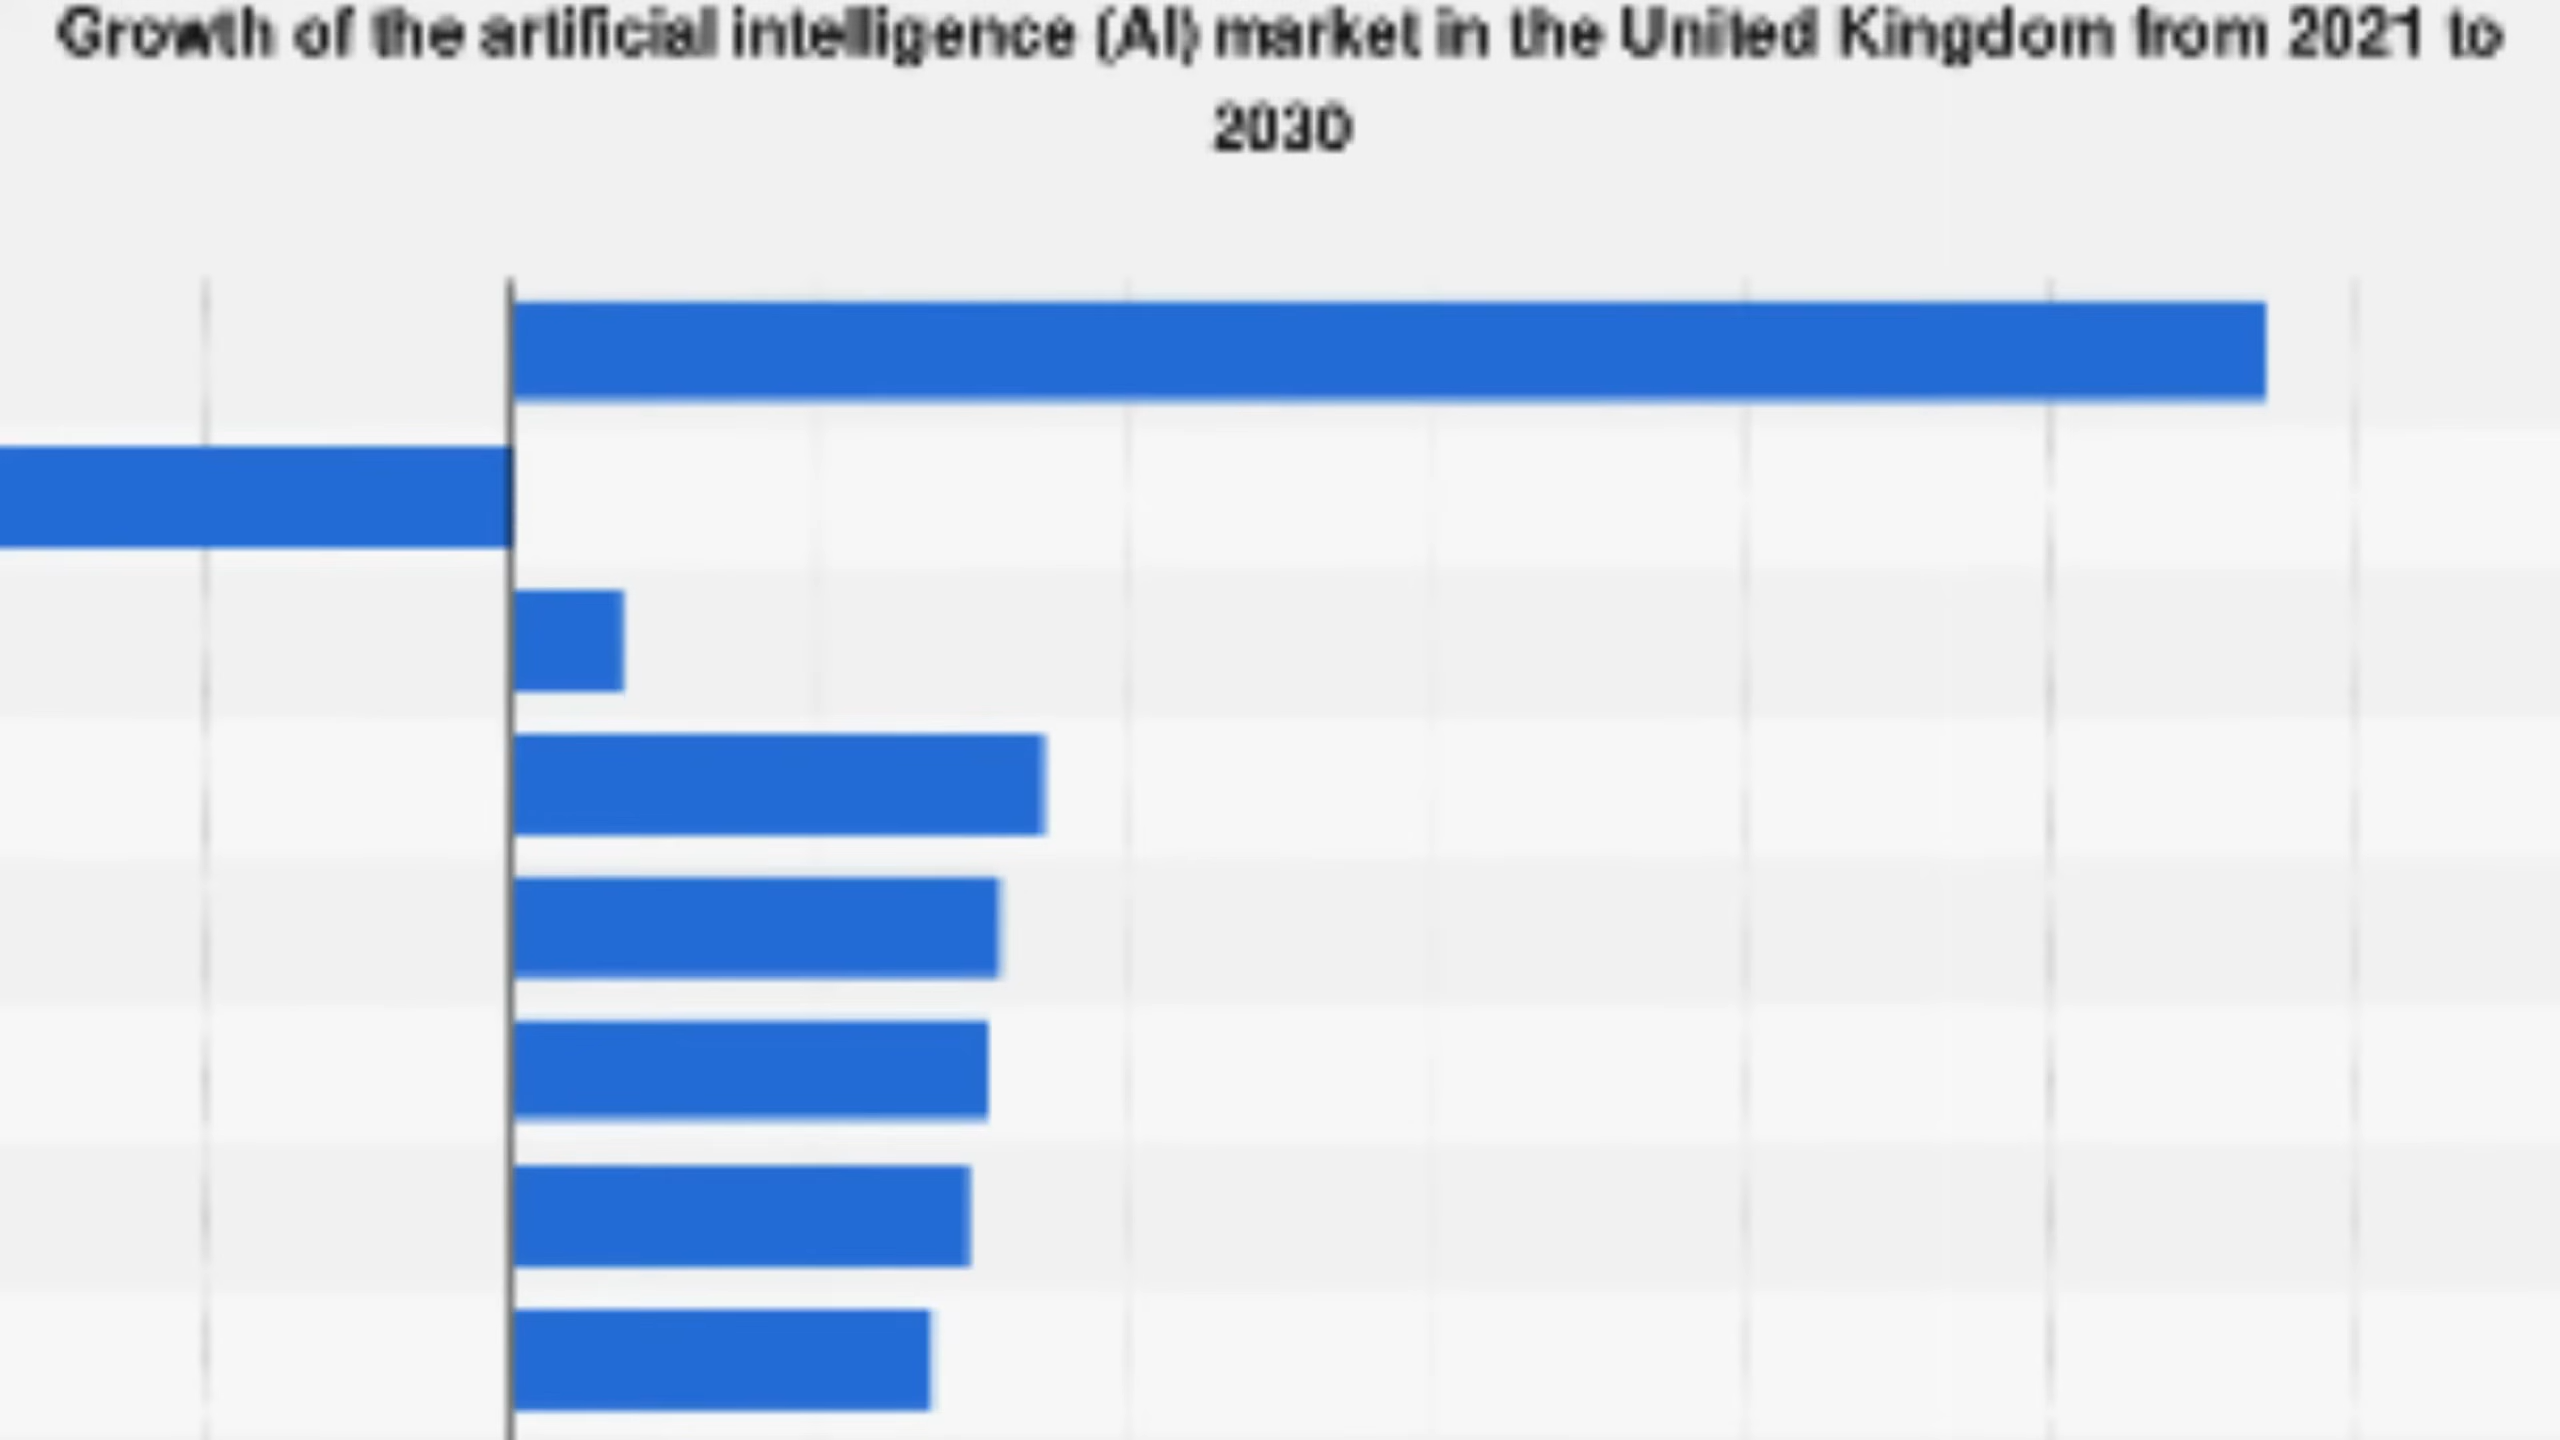 Growth of the artificial intelligence (AI) market in the United Kingdom from 2021 to
2030